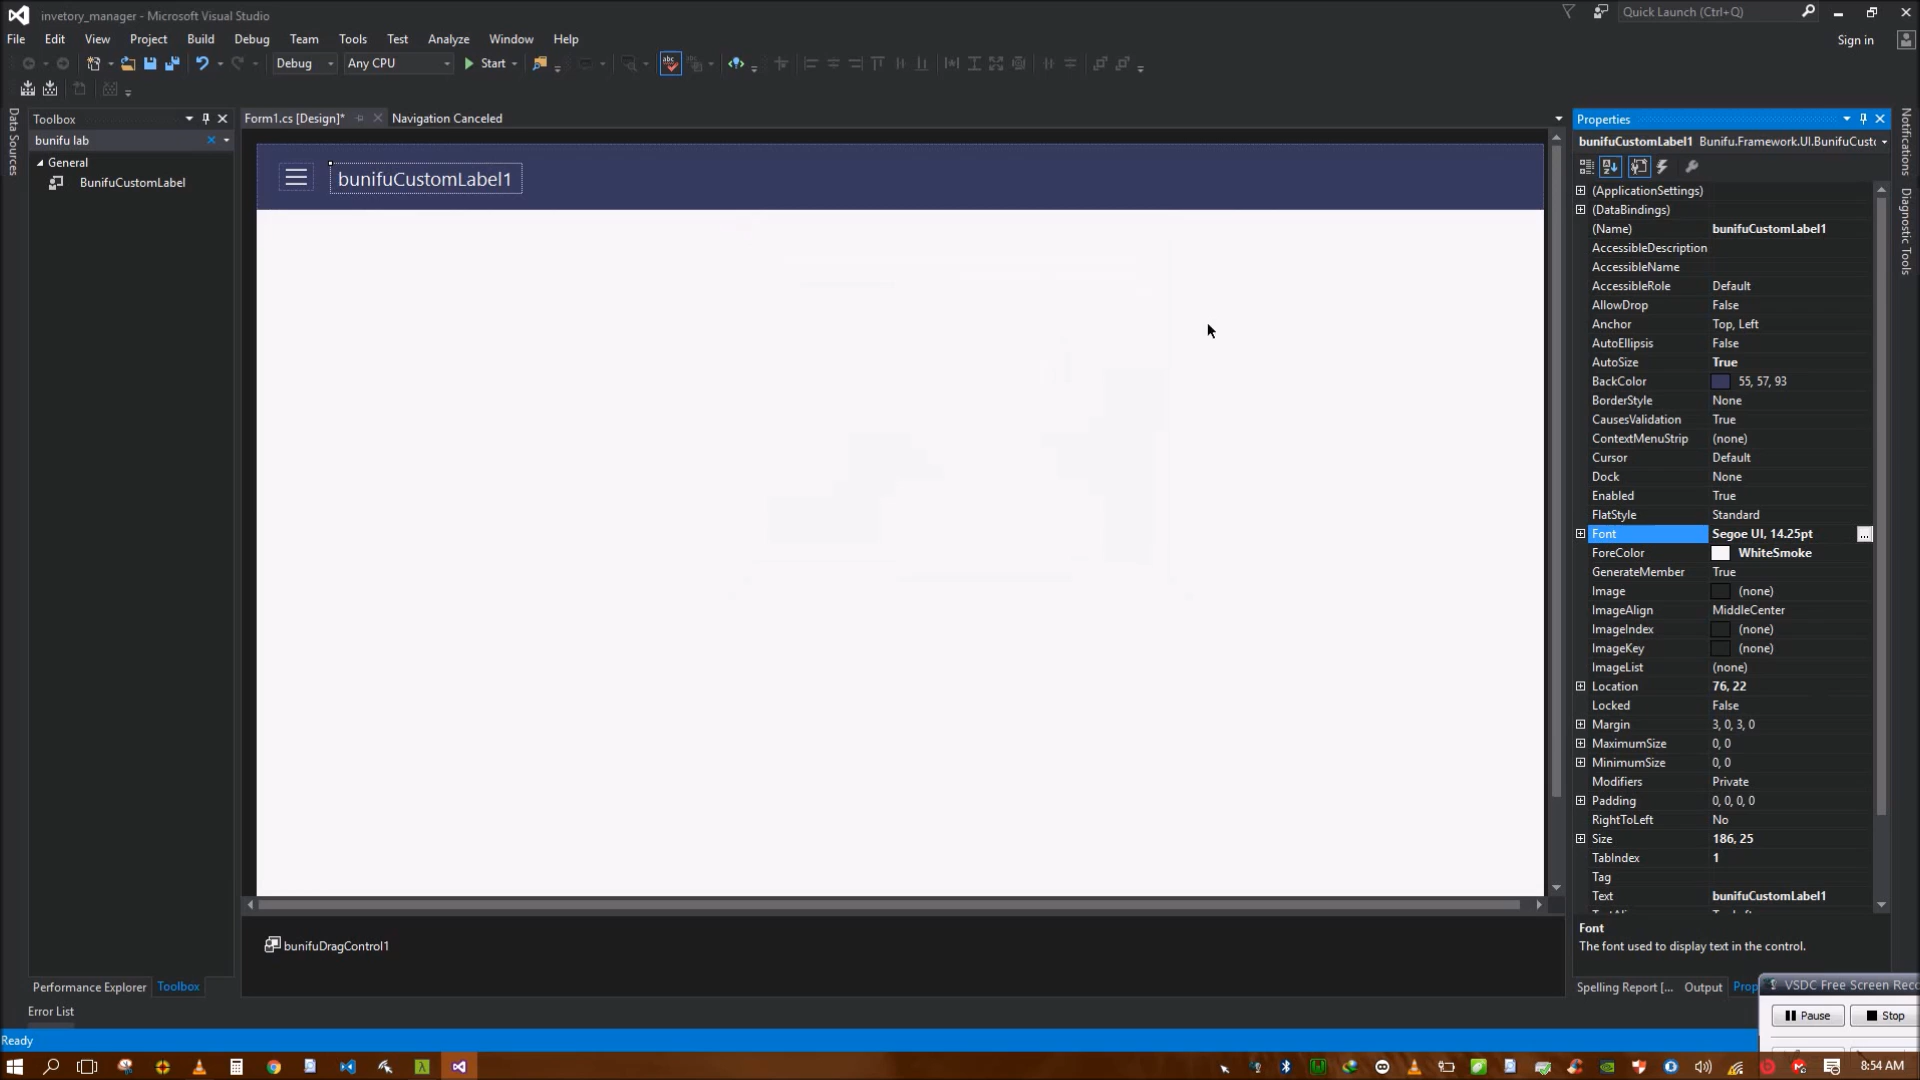 invetory_manager - Microsoft Visual Studio
Quick Launch (Ctrl+Q)
File Edit View Project Build Debug Team Tools Test Analyze Window Help
Sign in
Debug Any CPU Start
abc
Data Sources
Toolbox
bunifu lab
General
BunifuCustomLabel
Form1.cs [Design]*
Navigation Canceled
bunifuCustomLabel1
bunifuDragControl1
Properties
bunifuCustomLabel1 Bunifu.Framework.UI.BunifuCustc
(ApplicationSettings)
(DataBindings)
(Name) bunifuCustomLabel1
AccessibleDescription
AccessibleName
AccessibleRole Default
AllowDrop False
Anchor Top, Left
AutoEllipsis False
AutoSize True
BackColor 55, 57, 93
BorderStyle None
CausesValidation True
ContextMenuStrip (none)
Cursor Default
Dock None
Enabled True
FlatStyle Standard
Font Segoe UI, 14.25pt ...
ForeColor WhiteSmoke
GenerateMember True
Image (none)
ImageAlign MiddleCenter
ImageIndex (none)
ImageKey (none)
ImageList (none)
Location 76, 22
Locked False
Margin 3, 0, 3, 0
MaximumSize 0, 0
MinimumSize 0, 0
Modifiers Private
Padding 0, 0, 0, 0
RightToLeft No
Size 186, 25
TabIndex 1
Tag
Text bunifuCustomLabel1
Font
The font used to display text in the control.
Notifications
Diagnostic Tools
Performance Explorer Toolbox
Spelling Report [... Output Prop
VSDC Free Screen Reco
Pause Stop
Error List
Ready
8:54 AM